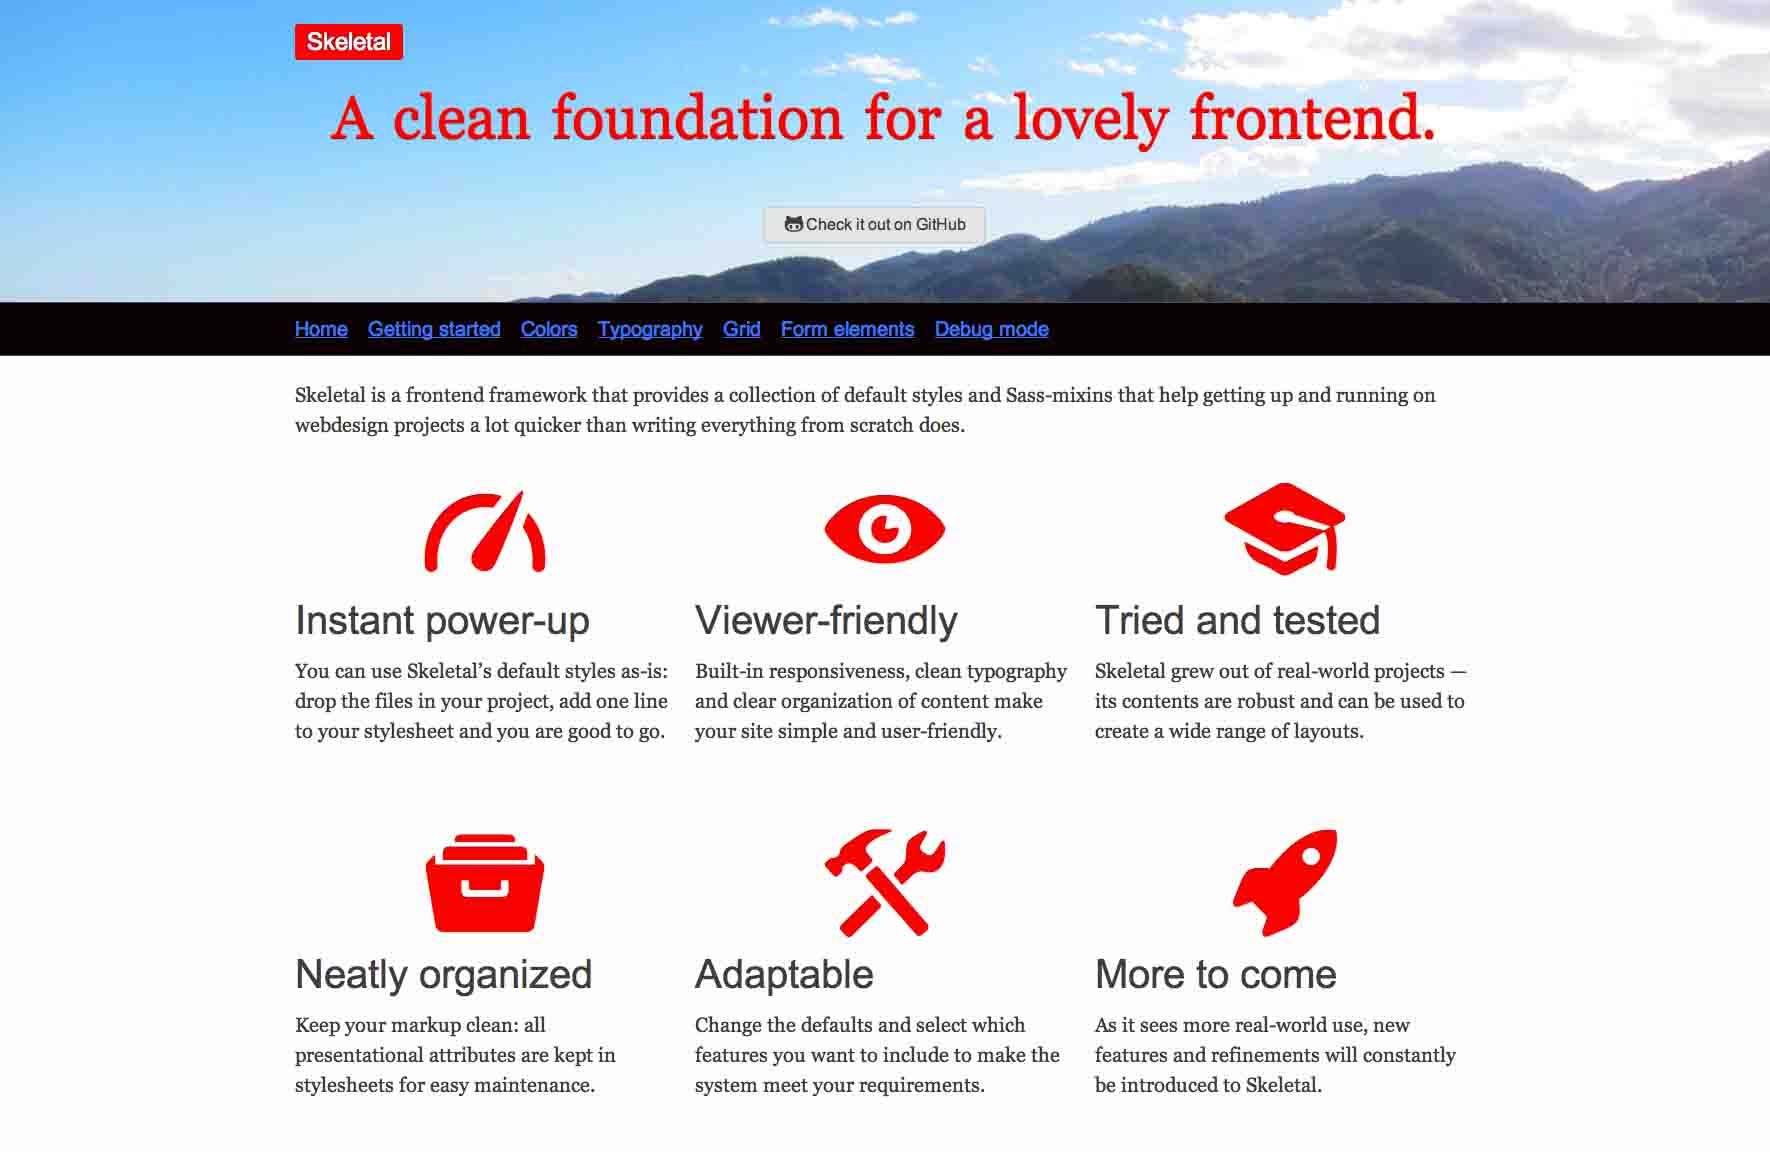 Skeletal
A clean foundation for a lovely frontend.
Check it out on GitHub
Home Getting started Colors Typography Grid Form elements Debug mode
Skeletal is a frontend framework that provides a collection of default styles and Sass-mixins that help getting up and running on
webdesign projects a lot quicker than writing everything from scratch does.
Instant power-up
You can use Skeletal’s default styles as-is:
drop the files in your project, add one line
to your stylesheet and you are good to go.
Viewer-friendly
Built-in responsiveness, clean typography
and clear organization of content make
your site simple and user-friendly.
Tried and tested
Skeletal grew out of real-world projects —
its contents are robust and can be used to
create a wide range of layouts.
Neatly organized
Keep your markup clean: all
presentational attributes are kept in
stylesheets for easy maintenance.
Adaptable
Change the defaults and select which
features you want to include to make the
system meet your requirements.
More to come
As it sees more real-world use, new
features and refinements will constantly
be introduced to Skeletal.